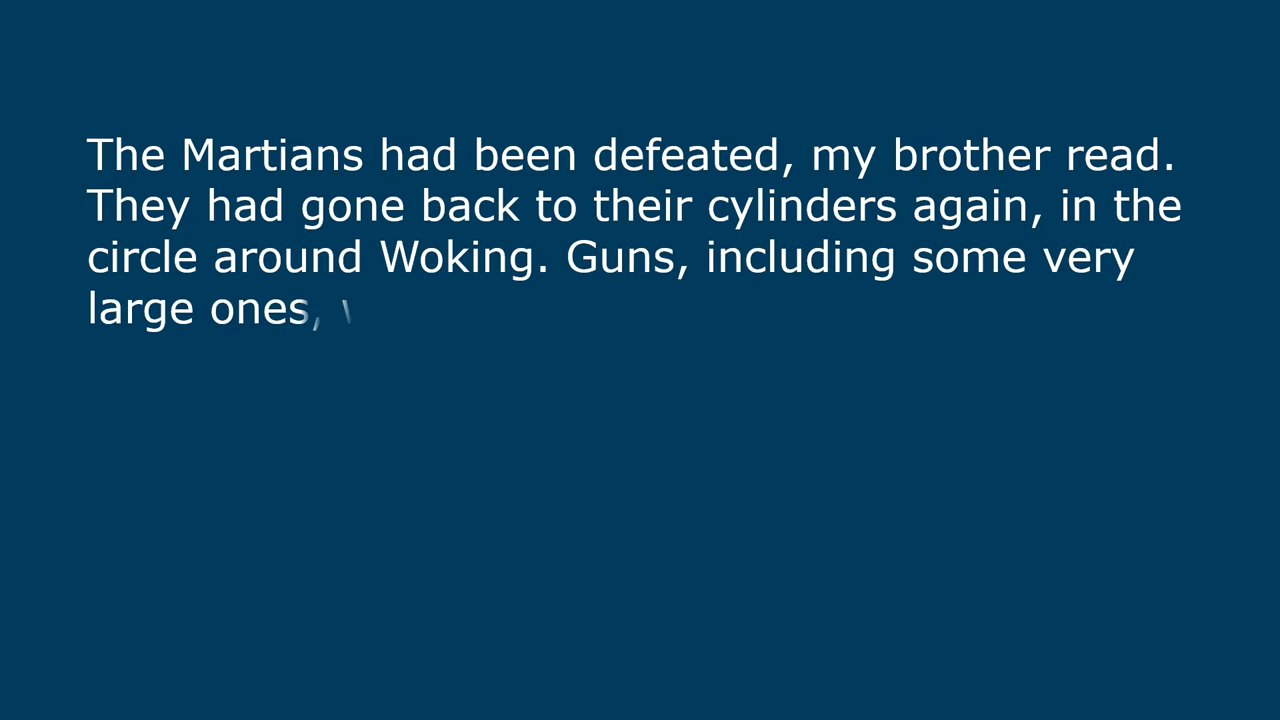 The Martians had been defeated, my brother read.
They had gone back to their cylinders again, in the
circle around Woking. Guns, including some very
large ones,